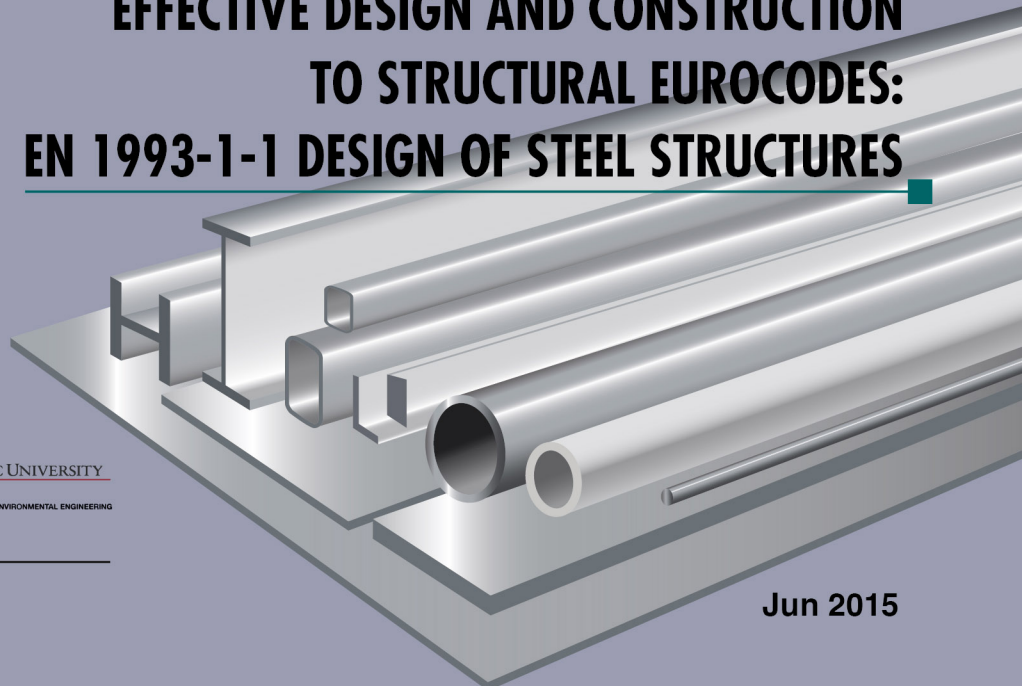 EFFECTIVE DESIGN AND CONSTRUCTION
TO STRUCTURAL EUROCODES:
EN 1993-1-1 DESIGN OF STEEL STRUCTURES
UNIVERSITY
ENVIRONMENTAL ENGINEERING
Jun 2015